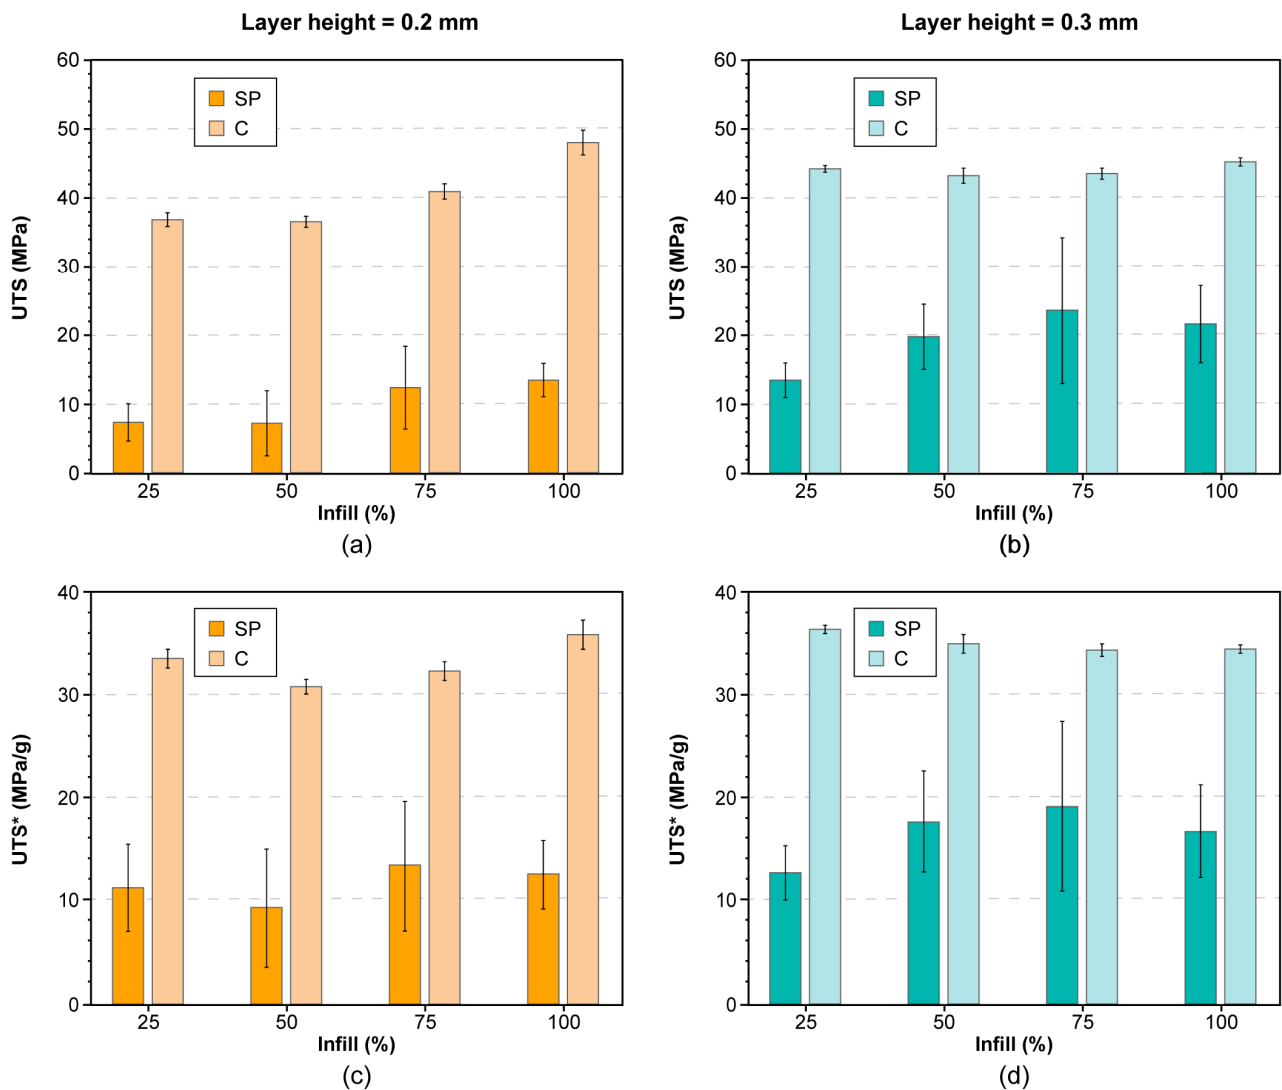 Layer height = 0.2 mm
Layer height = 0.3 mm
UTS (MPa)
60
50
40
30
20
10
0
SP
C
25 50 75 100
Infill (%)
(a)
UTS (MPa)
60
50
40
30
20
10
0
SP
C
25 50 75 100
Infill (%)
(b)
UTS* (MPa/g)
40
30
20
10
0
SP
C
25 50 75 100
Infill (%)
(c)
UTS* (MPa/g)
40
30
20
10
0
SP
C
25 50 75 100
Infill (%)
(d)